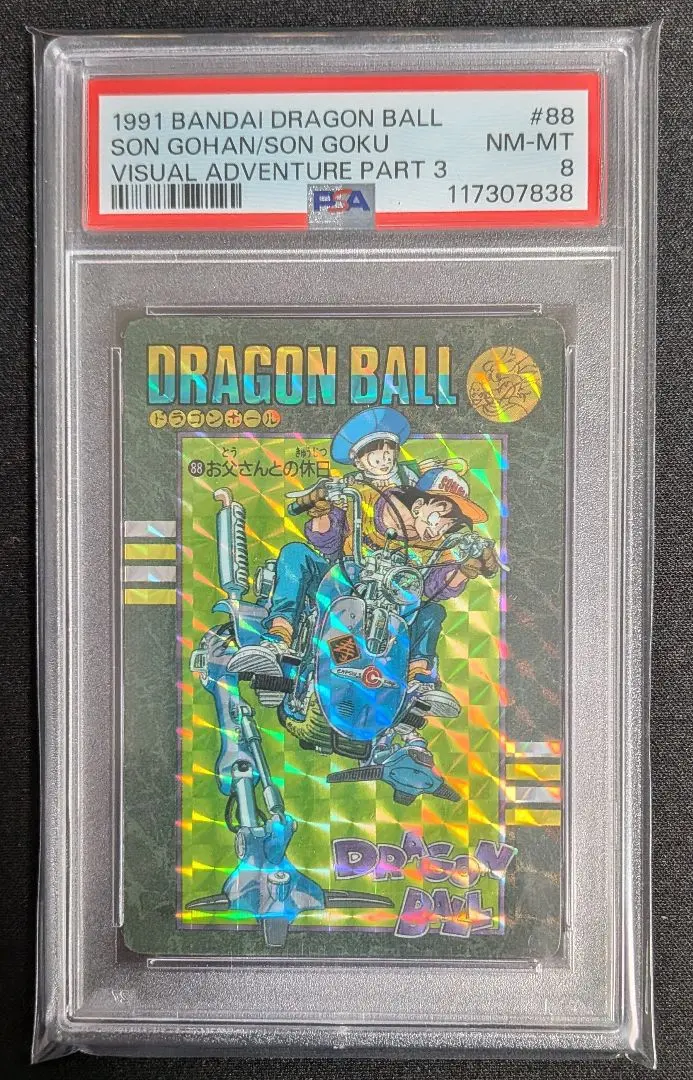 1991 BANDAI DRAGON BALL #88
SON GOHAN/SON GOKU NM-MT
VISUAL ADVENTURE PART 3 8
PSA 117307838
DRAGON BALL
ドラゴンボール
とう きゅうじつ
88 お父さんとの休日
CAPSULE C
DRAGON
BALL